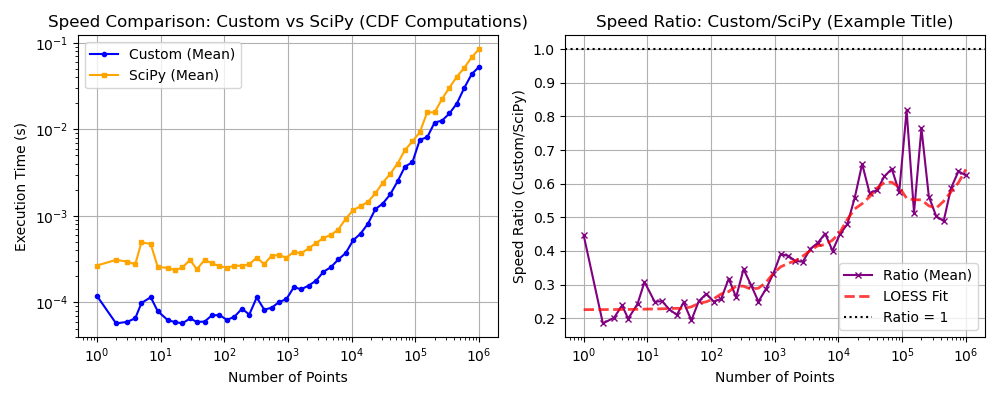 Speed Comparison: Custom vs SciPy (CDF Computations)
Execution Time (s)
10⁻¹
10⁻²
10⁻³
10⁻⁴
Custom (Mean)
SciPy (Mean)
10⁰ 10¹ 10² 10³ 10⁴ 10⁵ 10⁶
Number of Points
Speed Ratio: Custom/SciPy (Example Title)
Speed Ratio (Custom/SciPy)
1.0
0.9
0.8
0.7
0.6
0.5
0.4
0.3
0.2
Ratio (Mean)
LOESS Fit
Ratio = 1
10⁰ 10¹ 10² 10³ 10⁴ 10⁵ 10⁶
Number of Points